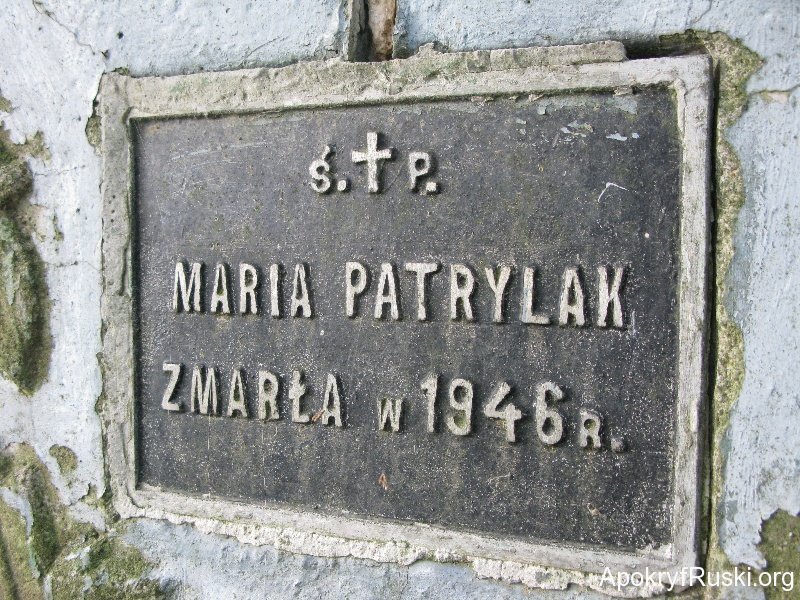 Ś. ✝ P.
MARIA PATRYLAK
ZMARŁA W 1946 R.
ApokryfRuski.org